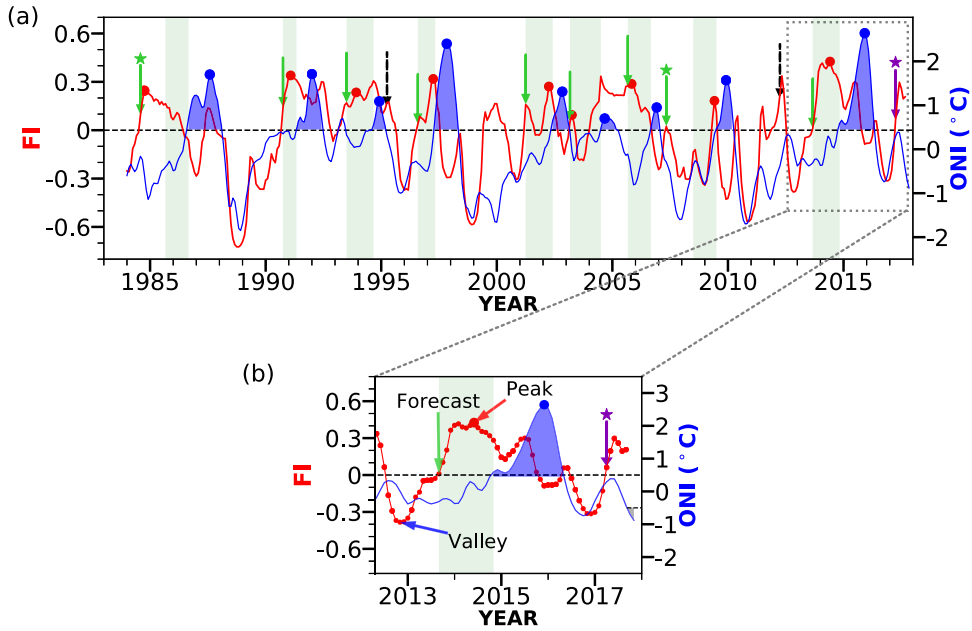 (a)
0.6
0.3
0
-0.3
-0.6
FI
2
1
0
-1
-2
ONI (°C)
1985 1990 1995 2000 2005 2010 2015
YEAR
(b)
Forecast
Peak
Valley
0.6
0.3
0
-0.3
-0.6
FI
3
2
1
0
-1
-2
ONI (°C)
2013 2015 2017
YEAR